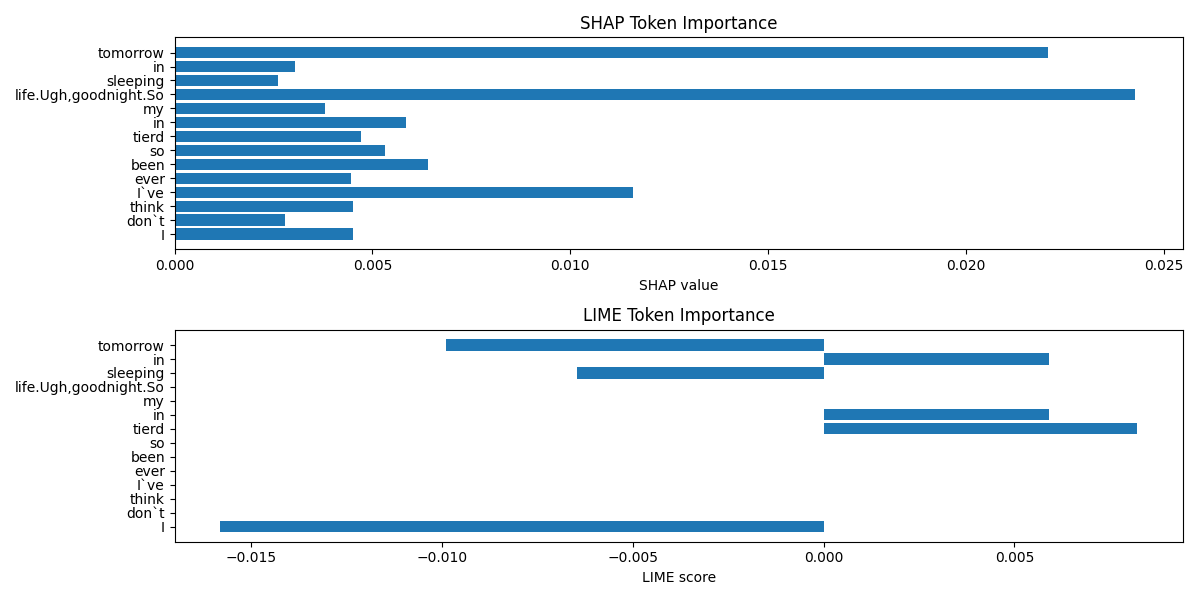 SHAP Token Importance
tomorrow
in
sleeping
life.Ugh,goodnight.So
my
in
tierd
so
been
ever
I`ve
think
don`t
I
0.000 0.005 0.010 0.015 0.020 0.025
SHAP value
LIME Token Importance
tomorrow
in
sleeping
life.Ugh,goodnight.So
my
in
tierd
so
been
ever
I`ve
think
don`t
I
−0.015 −0.010 −0.005 0.000 0.005
LIME score